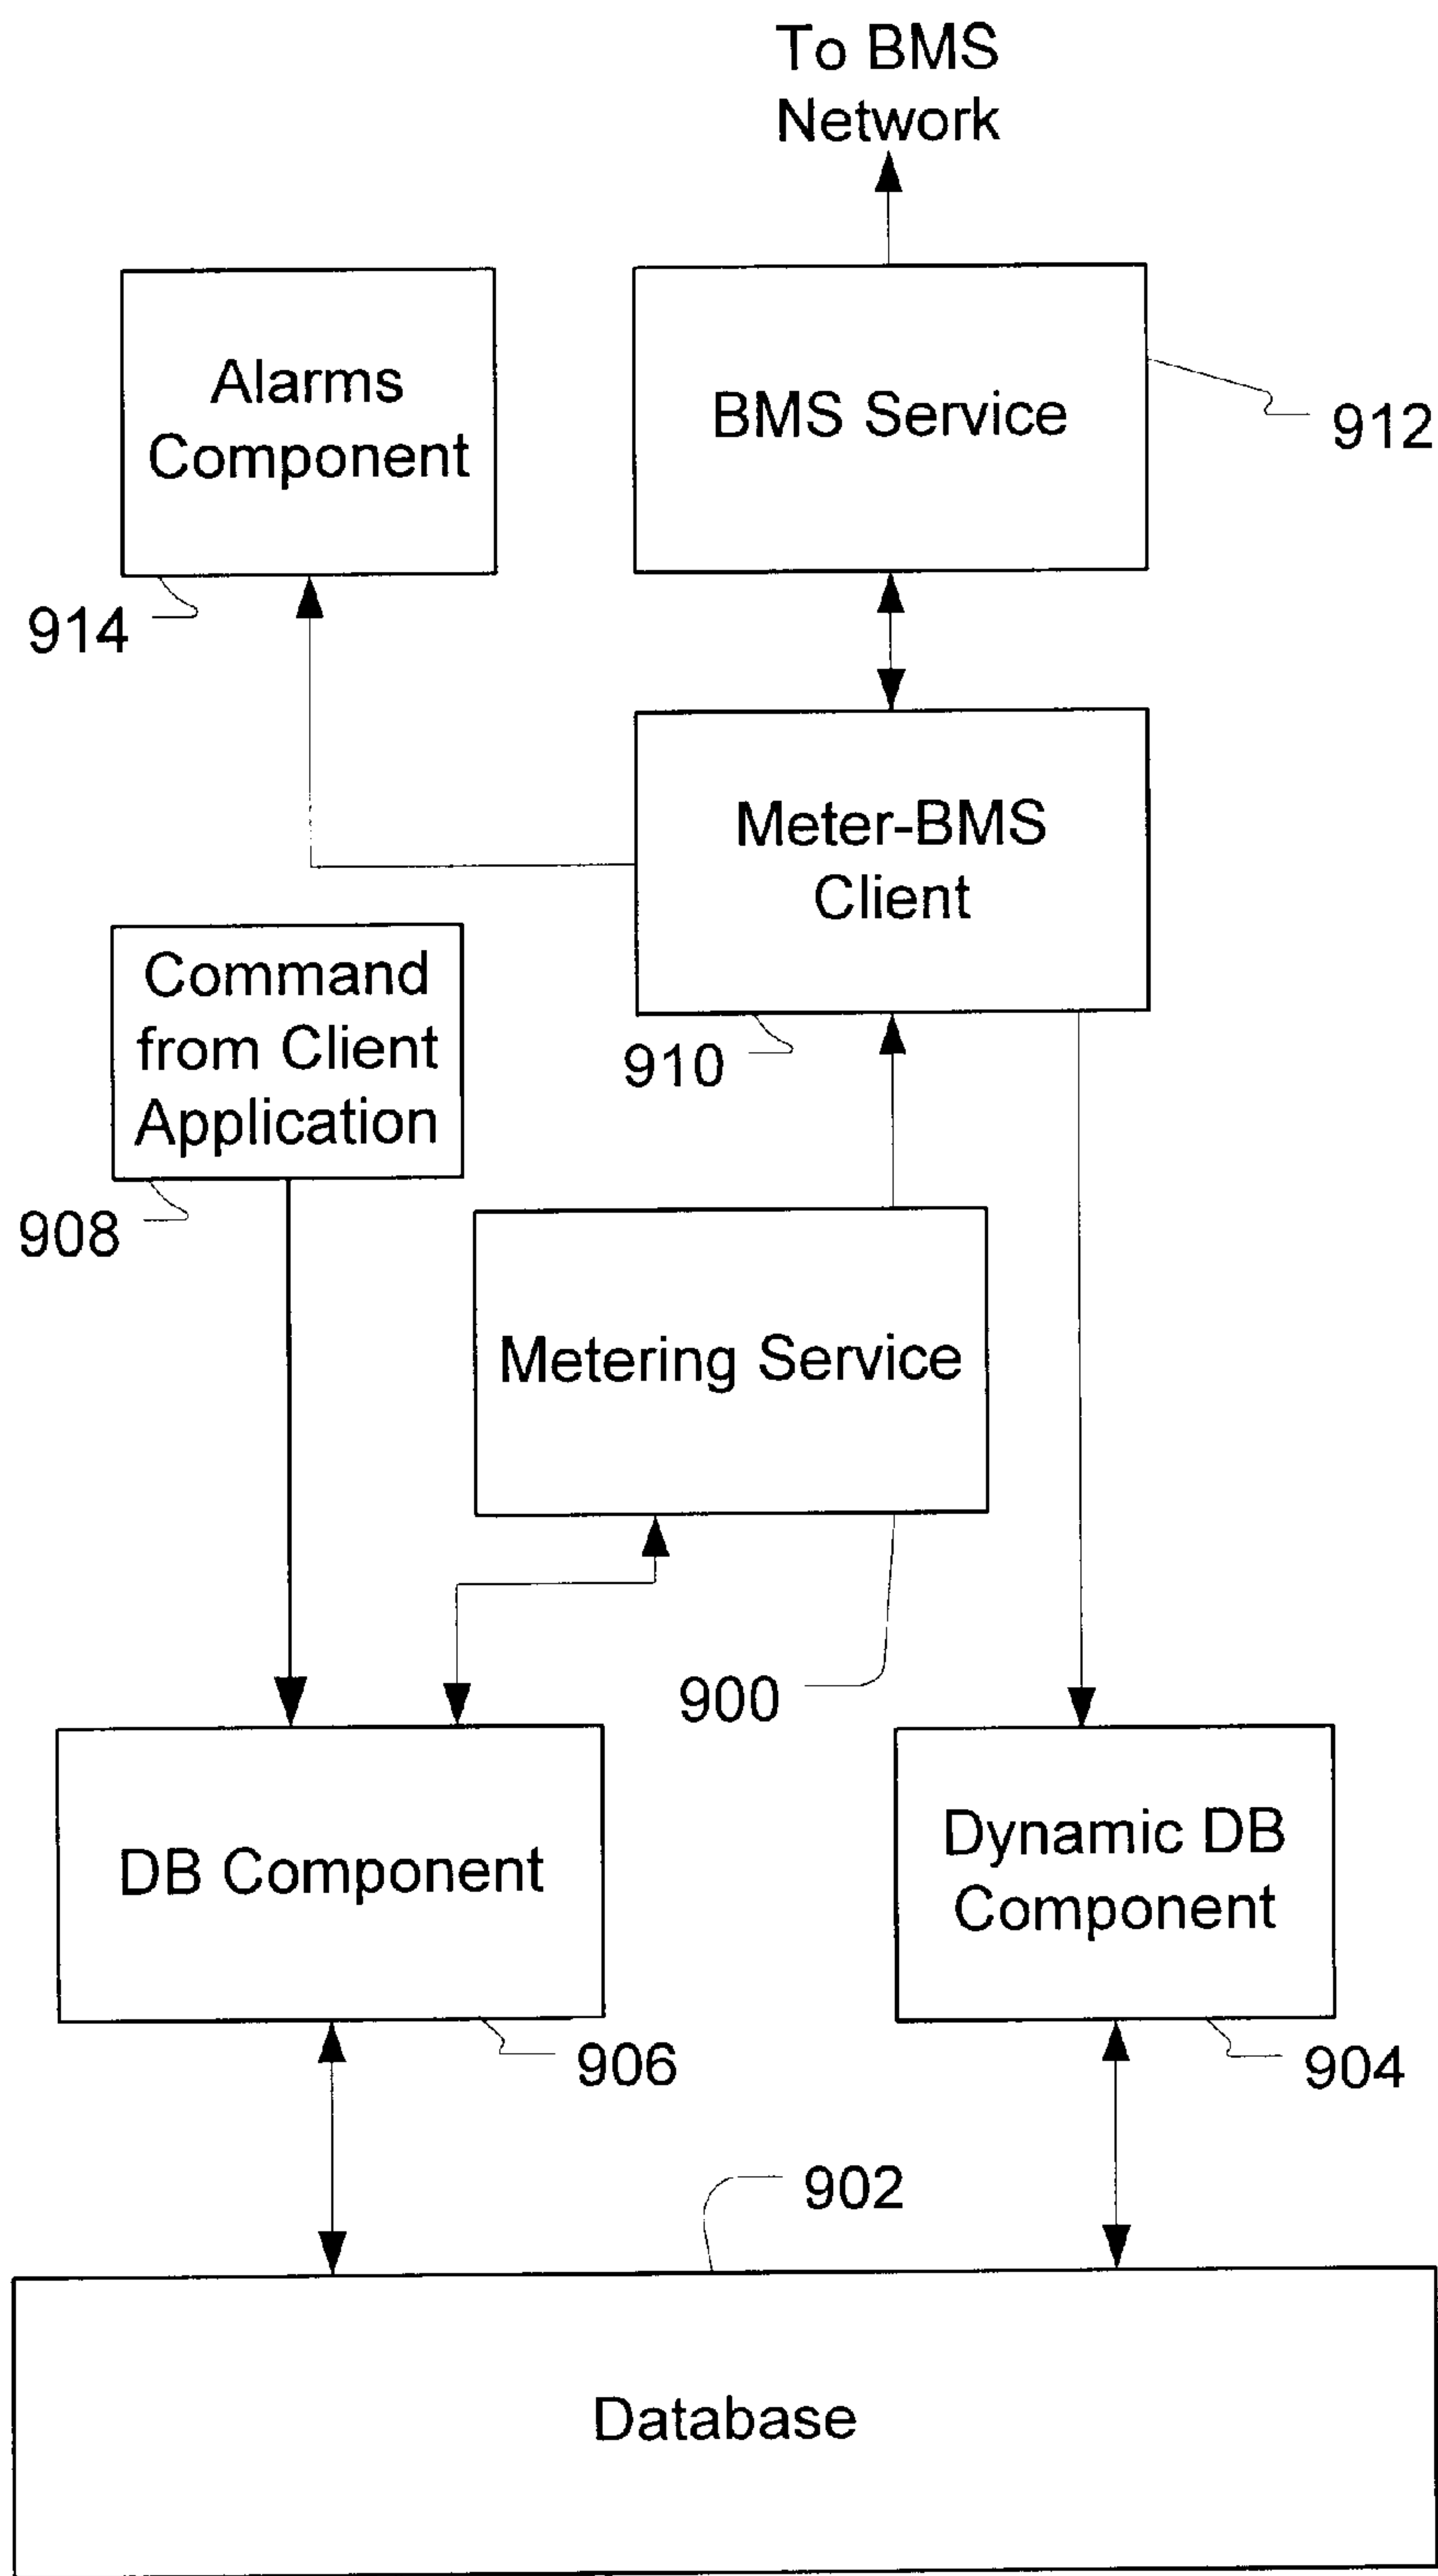 To BMS
Network
Alarms
Component
BMS Service
912
914
Meter-BMS
Client
Command
from Client
Application
910
908
Metering Service
900
DB Component
Dynamic DB
Component
906
904
902
Database